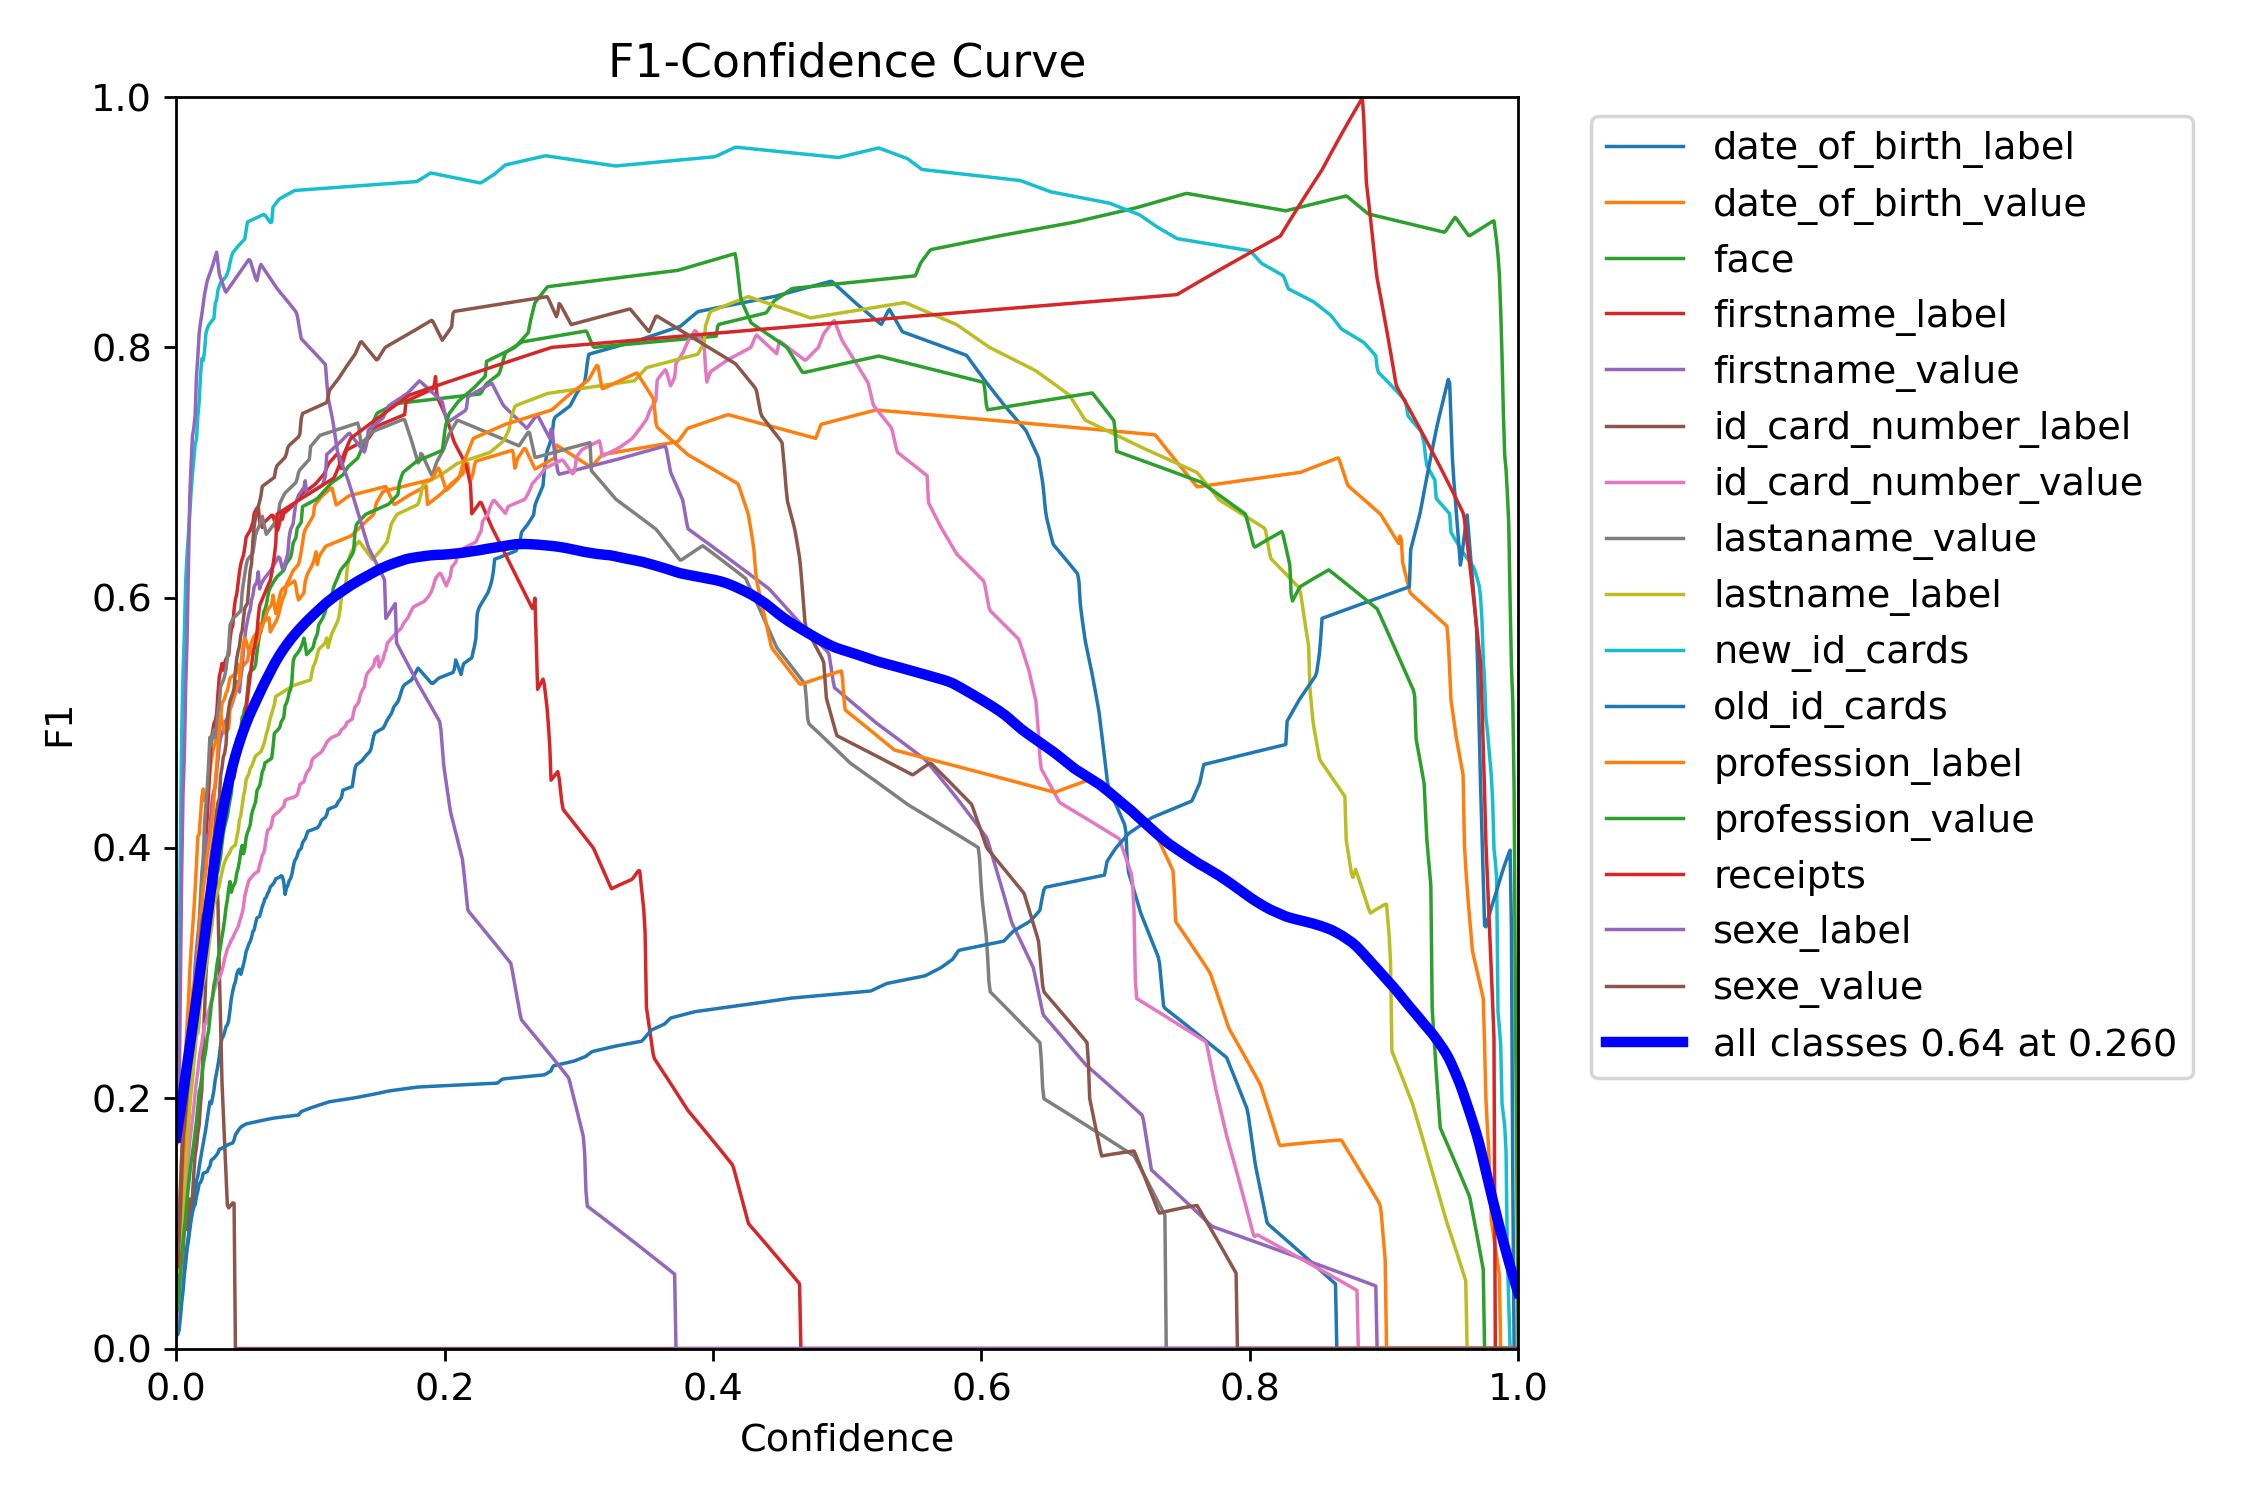 F1-Confidence Curve
1.0
0.8
0.6
0.4
0.2
0.0
F1
0.0 0.2 0.4 0.6 0.8 1.0
Confidence
date_of_birth_label
date_of_birth_value
face
firstname_label
firstname_value
id_card_number_label
id_card_number_value
lastaname_value
lastname_label
new_id_cards
old_id_cards
profession_label
profession_value
receipts
sexe_label
sexe_value
all classes 0.64 at 0.260